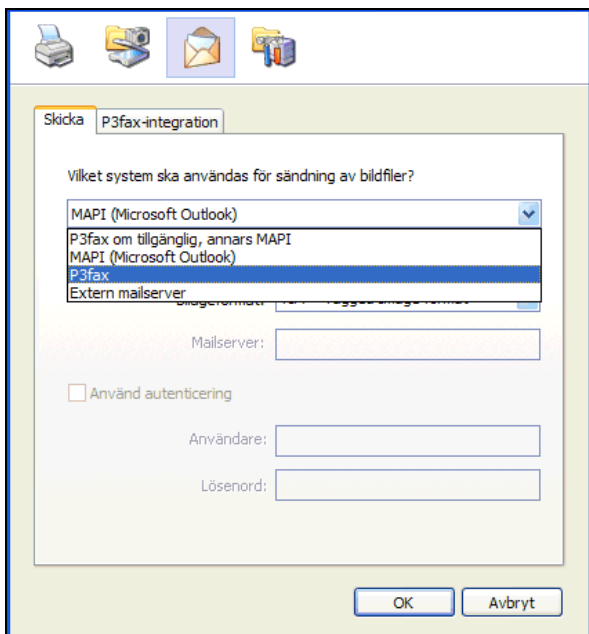 Skicka
P3fax-integration
Vilket system ska användas för sändning av bildfiler?
MAPI (Microsoft Outlook)
P3fax om tillgänglig, annars MAPI
MAPI (Microsoft Outlook)
P3fax
Extern mailserver
Mailserver:
Använd autenticering
Användare:
Lösenord:
OK
Avbryt